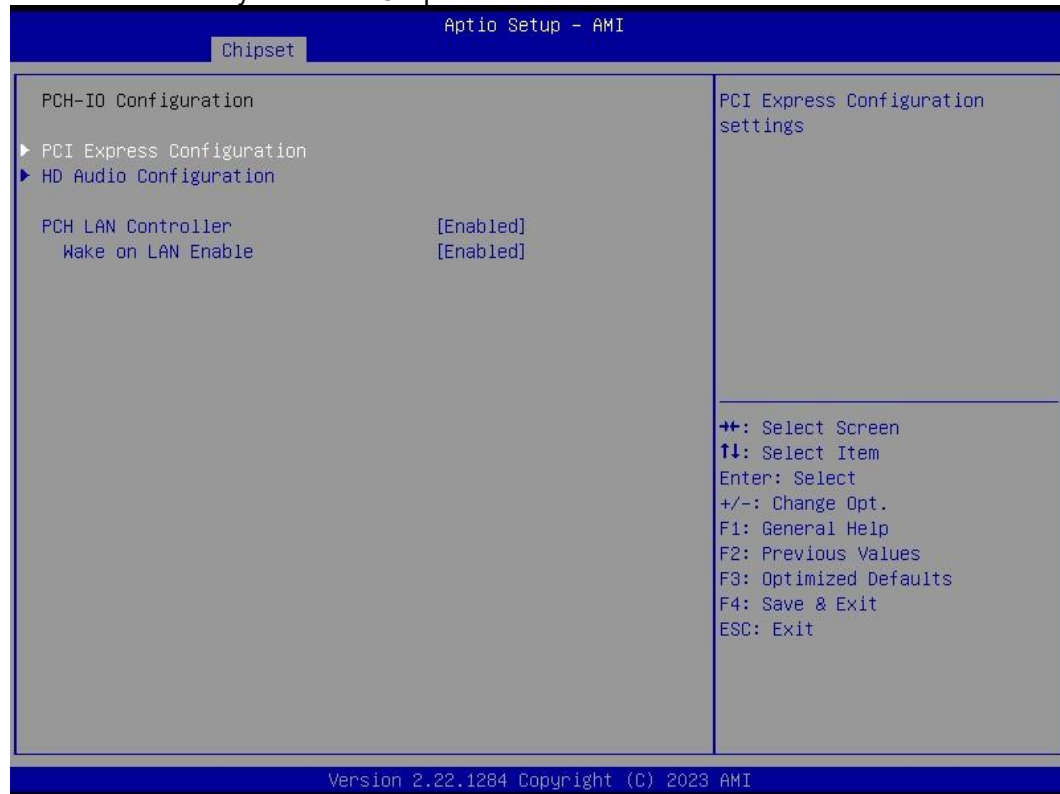 Aptio Setup – AMI
Chipset
PCH-IO Configuration
PCI Express Configuration
HD Audio Configuration
PCH LAN Controller [Enabled]
Wake on LAN Enable [Enabled]
PCI Express Configuration
settings
→←: Select Screen
↑↓: Select Item
Enter: Select
+/-: Change Opt.
F1: General Help
F2: Previous Values
F3: Optimized Defaults
F4: Save & Exit
ESC: Exit
Version 2.22.1284 Copyright (C) 2023 AMI